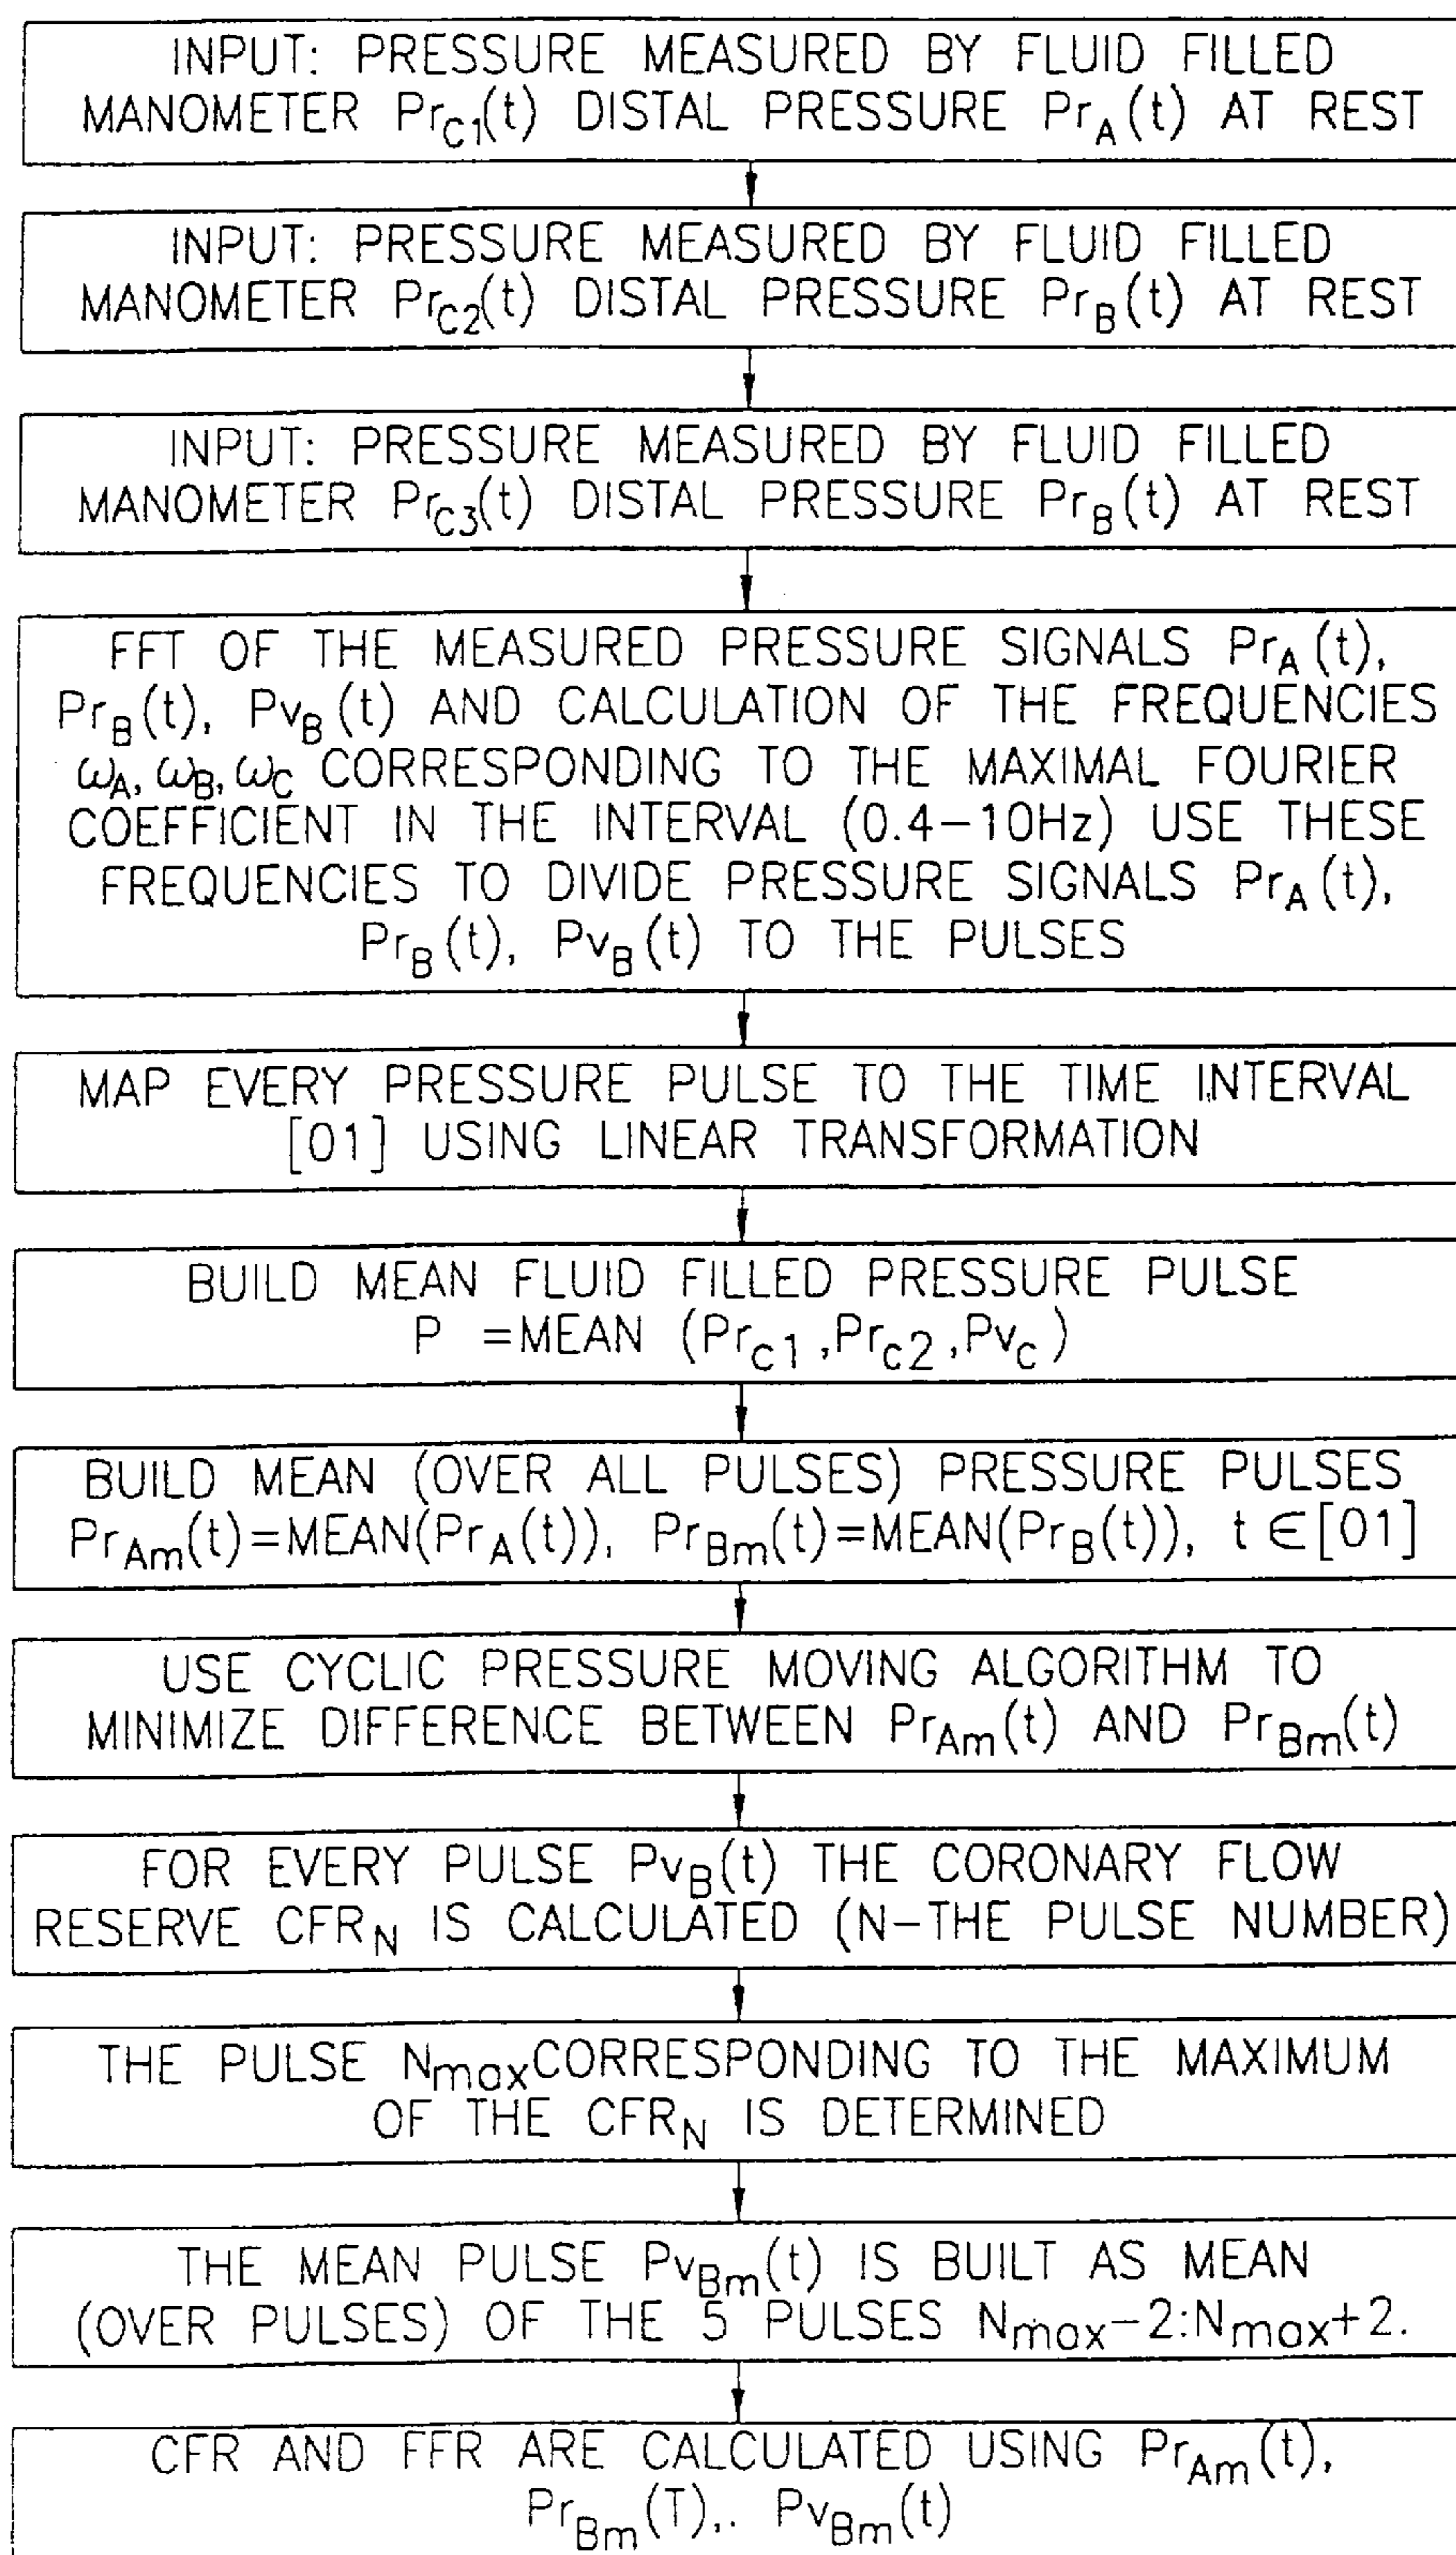 INPUT: PRESSURE MEASURED BY FLUID FILLED
MANOMETER Pr_C1(t) DISTAL PRESSURE Pr_A(t) AT REST
INPUT: PRESSURE MEASURED BY FLUID FILLED
MANOMETER Pr_C2(t) DISTAL PRESSURE Pr_B(t) AT REST
INPUT: PRESSURE MEASURED BY FLUID FILLED
MANOMETER Pr_C3(t) DISTAL PRESSURE Pr_B(t) AT REST
FFT OF THE MEASURED PRESSURE SIGNALS Pr_A(t),
Pr_B(t), Pv_B(t) AND CALCULATION OF THE FREQUENCIES
ω_A, ω_B, ω_C CORRESPONDING TO THE MAXIMAL FOURIER
COEFFICIENT IN THE INTERVAL (0.4-10Hz) USE THESE
FREQUENCIES TO DIVIDE PRESSURE SIGNALS Pr_A(t),
Pr_B(t), Pv_B(t) TO THE PULSES
MAP EVERY PRESSURE PULSE TO THE TIME INTERVAL
[01] USING LINEAR TRANSFORMATION
BUILD MEAN FLUID FILLED PRESSURE PULSE
P =MEAN (Pr_c1,Pr_c2,Pv_c)
BUILD MEAN (OVER ALL PULSES) PRESSURE PULSES
Pr_Am(t)=MEAN(Pr_A(t)), Pr_Bm(t)=MEAN(Pr_B(t)), t∈[01]
USE CYCLIC PRESSURE MOVING ALGORITHM TO
MINIMIZE DIFFERENCE BETWEEN Pr_Am(t) AND Pr_Bm(t)
FOR EVERY PULSE Pv_B(t) THE CORONARY FLOW
RESERVE CFR_N IS CALCULATED (N-THE PULSE NUMBER)
THE PULSE N_max CORRESPONDING TO THE MAXIMUM
OF THE CFR_N IS DETERMINED
THE MEAN PULSE Pv_Bm(t) IS BUILT AS MEAN
(OVER PULSES) OF THE 5 PULSES N_max-2:N_max+2.
CFR AND FFR ARE CALCULATED USING Pr_Am(t),
Pr_Bm(T),. Pv_Bm(t)